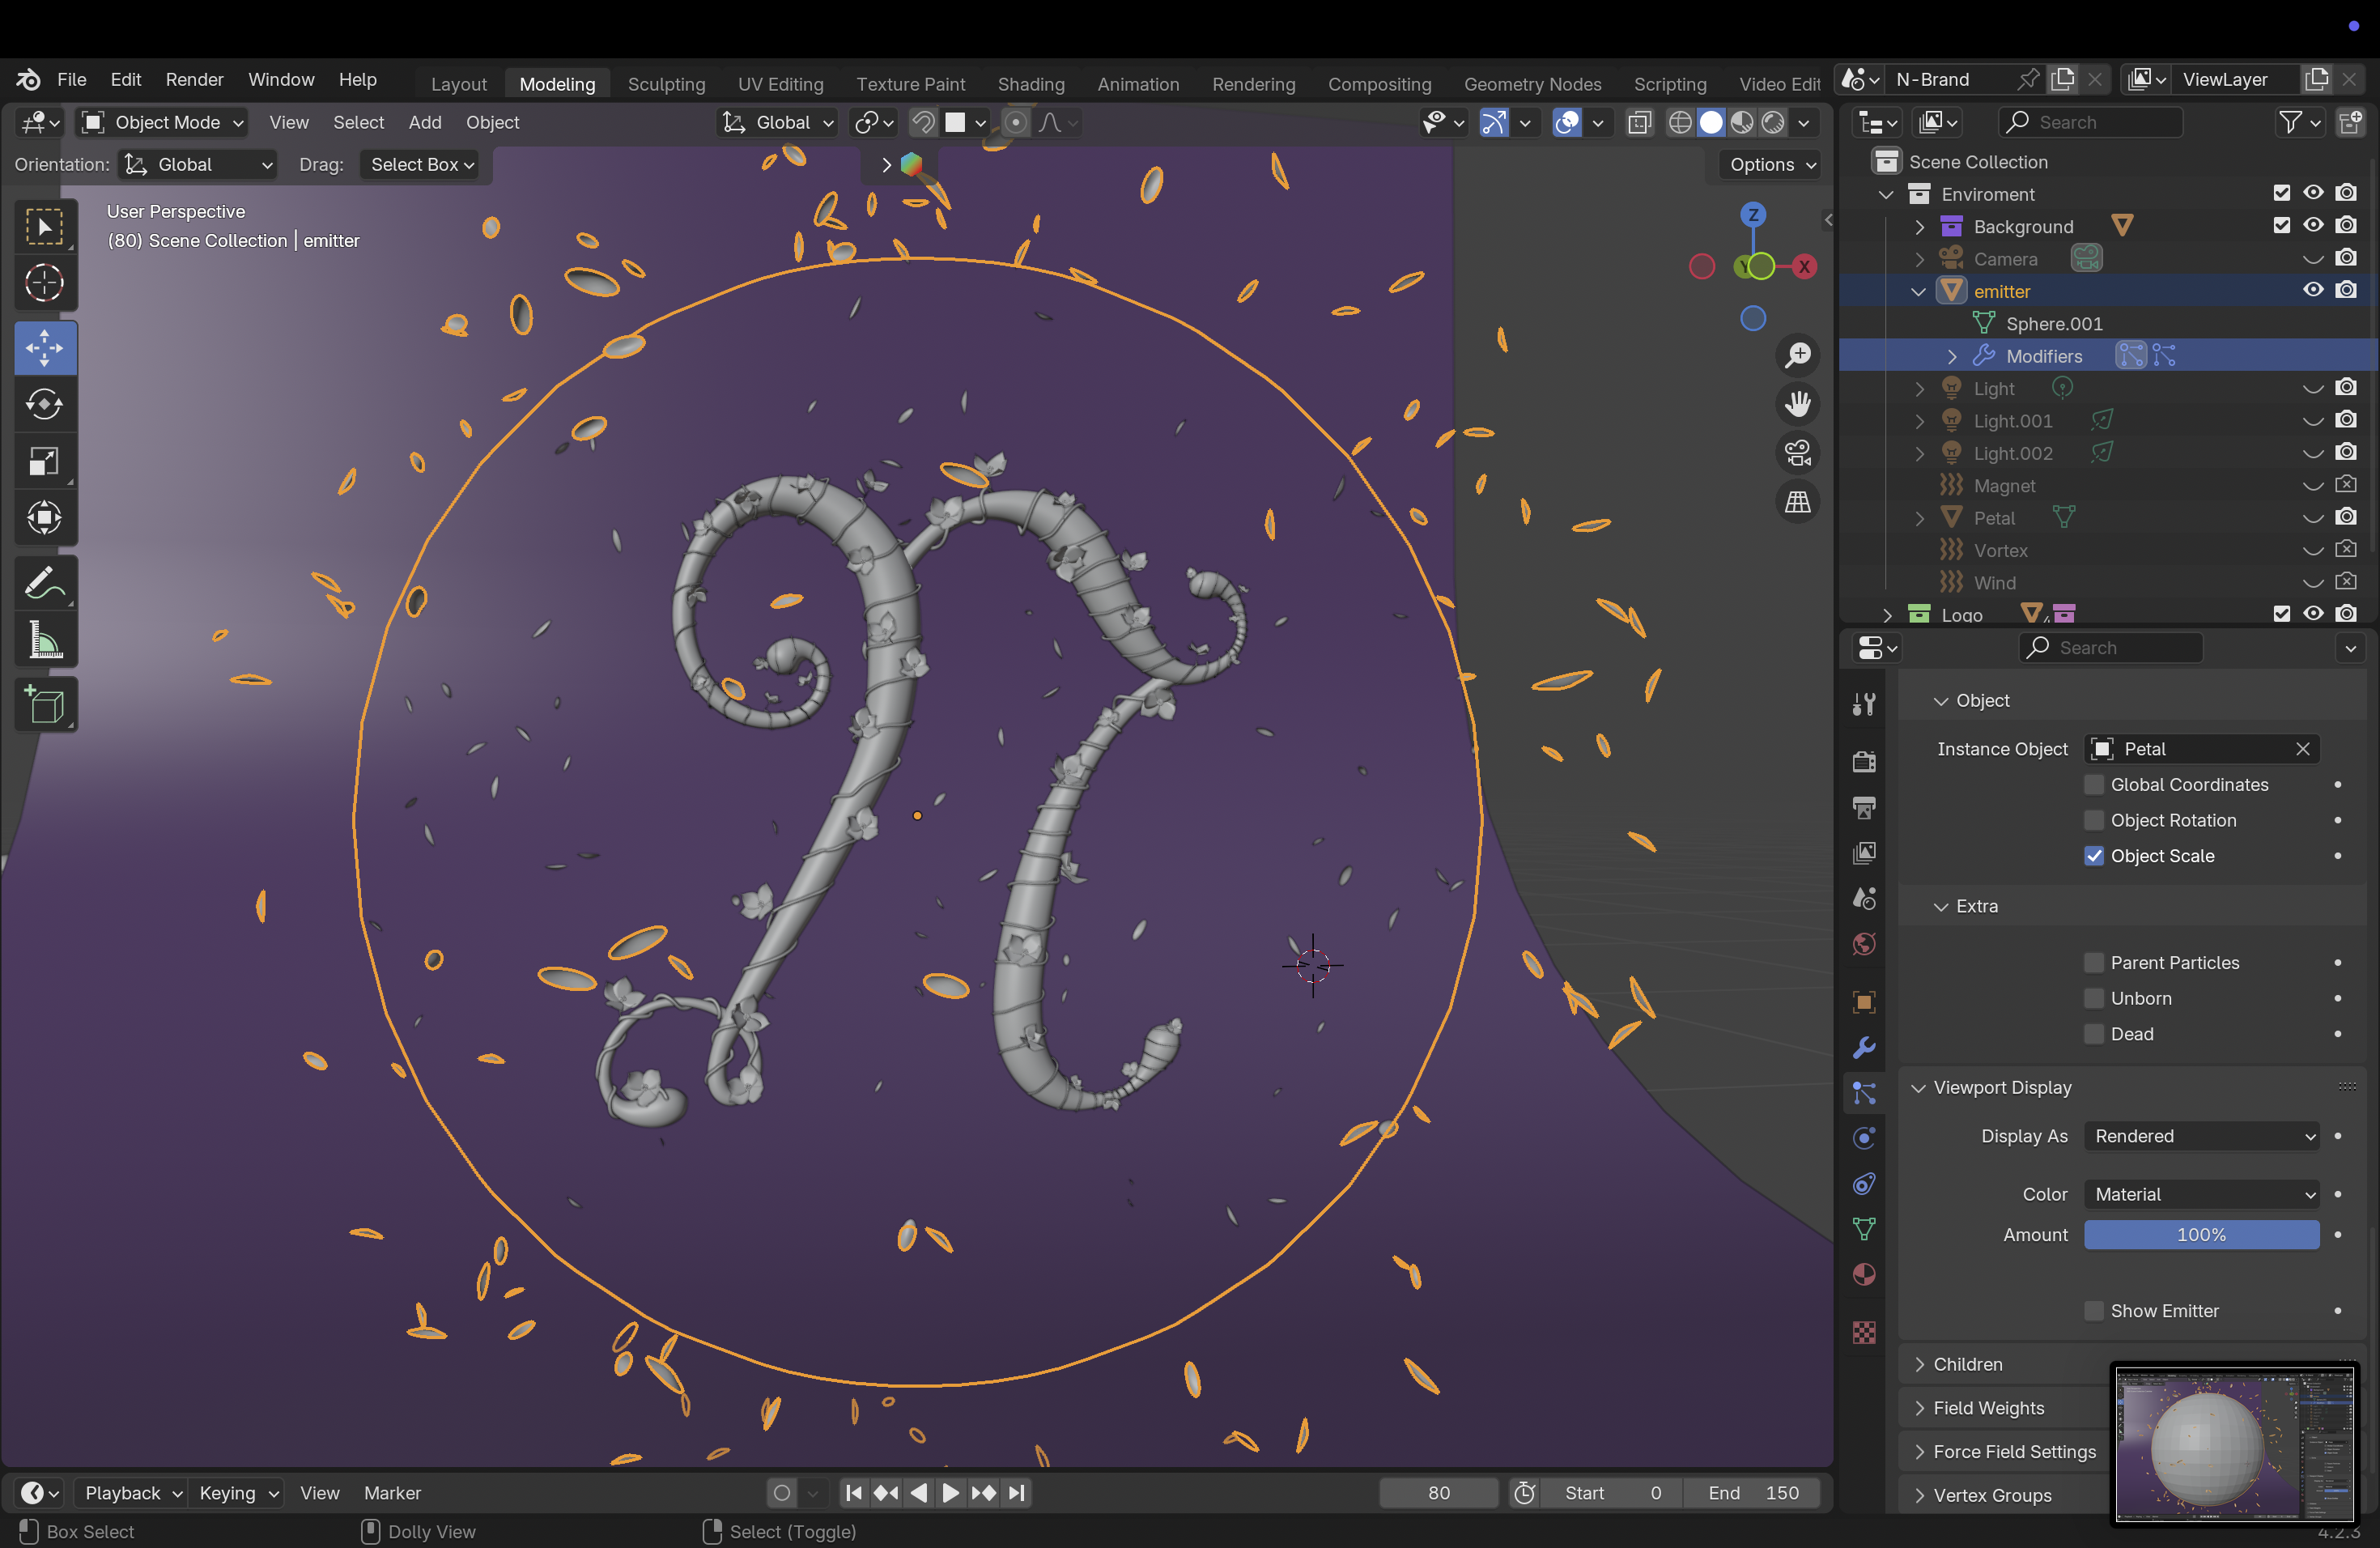 File Edit Render Window Help Layout Modeling Sculpting UV Editing Texture Paint Shading Animation Rendering Compositing Geometry Nodes Scripting Video Edit N-Brand ViewLayer
Object Mode View Select Add Object Global Search
Orientation: Global Drag: Select Box Options
User Perspective
(80) Scene Collection | emitter
Z
Y X
Scene Collection
Enviroment
Background
Camera
emitter
Sphere.001
Modifiers
Light
Light.001
Light.002
Magnet
Petal
Vortex
Wind
Logo
Search
Object
Instance Object Petal
Global Coordinates
Object Rotation
Object Scale
Extra
Parent Particles
Unborn
Dead
Viewport Display
Display As Rendered
Color Material
Amount 100%
Show Emitter
Children
Field Weights
Force Field Settings
Vertex Groups
Playback Keying View Marker 80 Start 0 End 150
Box Select Dolly View Select (Toggle) 4.2.3